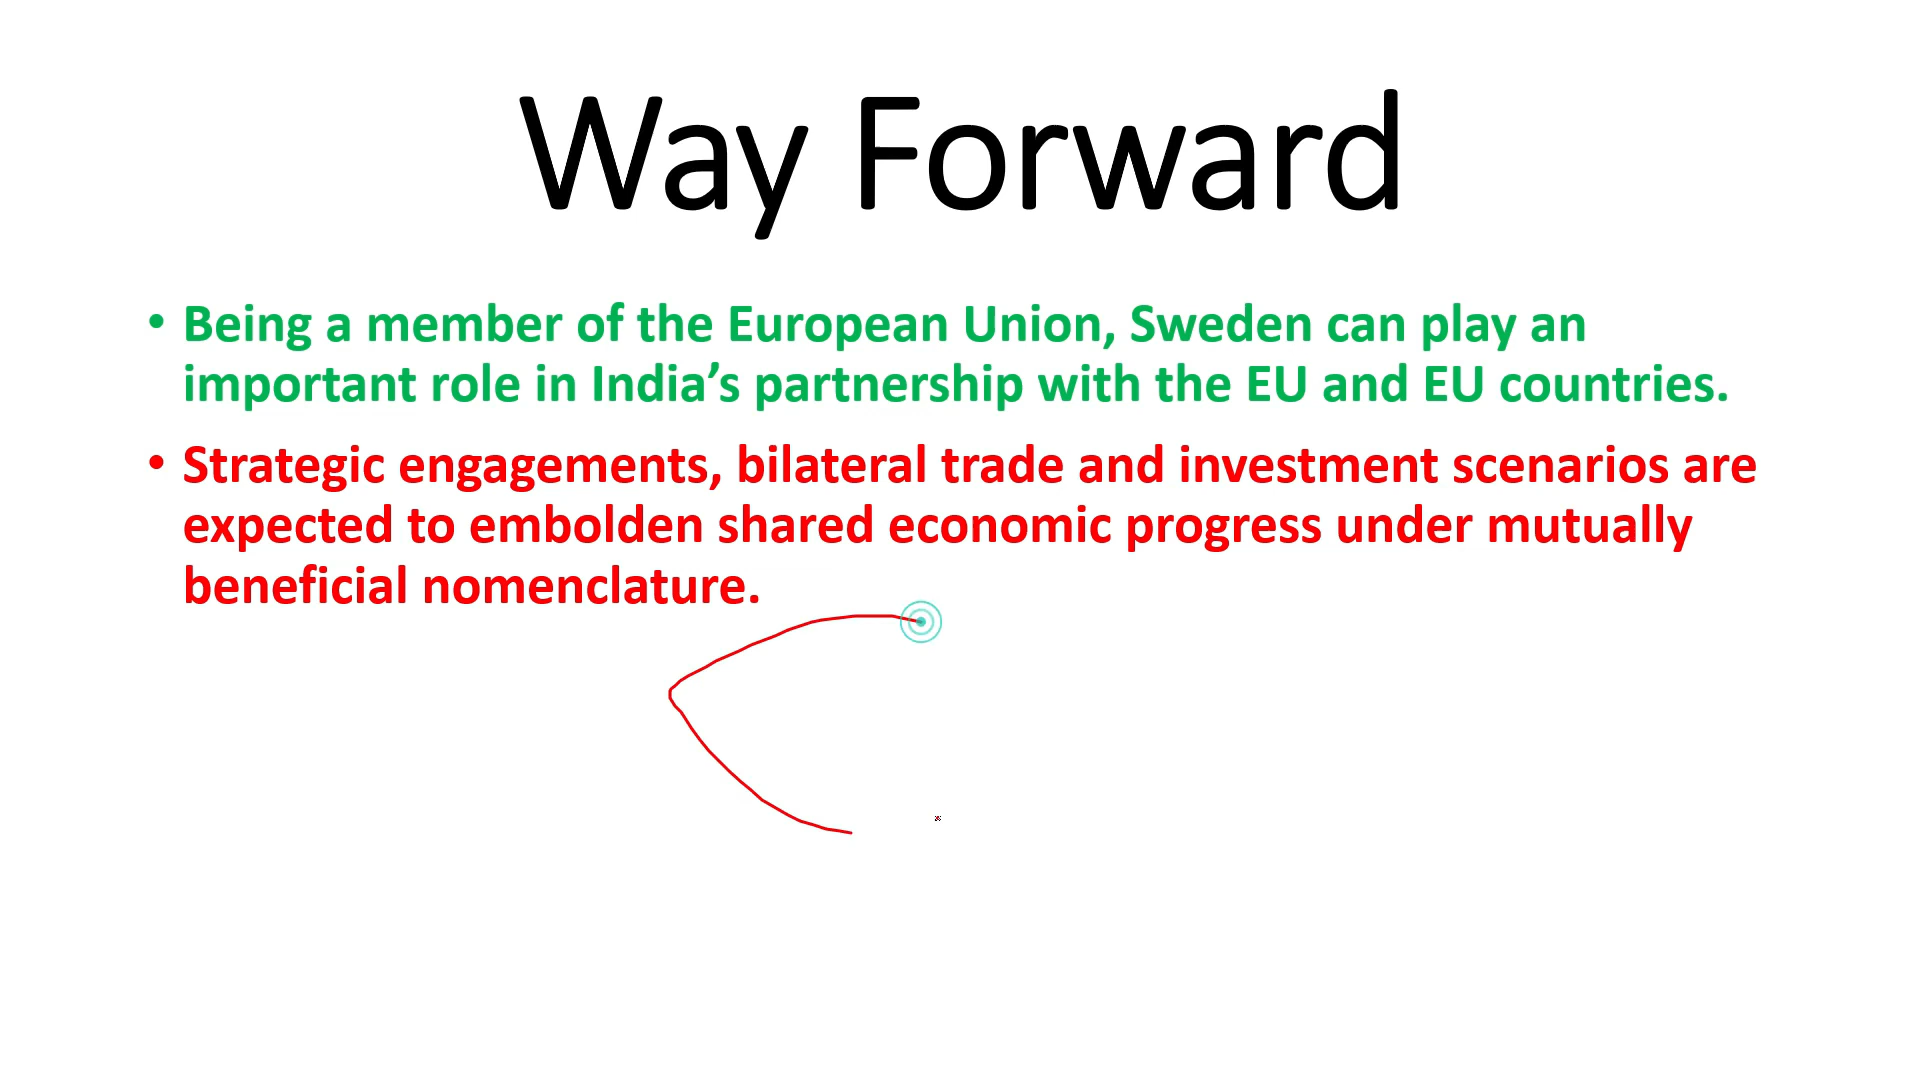 Way Forward
• Being a member of the European Union, Sweden can play an
important role in India’s partnership with the EU and EU countries.
• Strategic engagements, bilateral trade and investment scenarios are
expected to embolden shared economic progress under mutually
beneficial nomenclature.